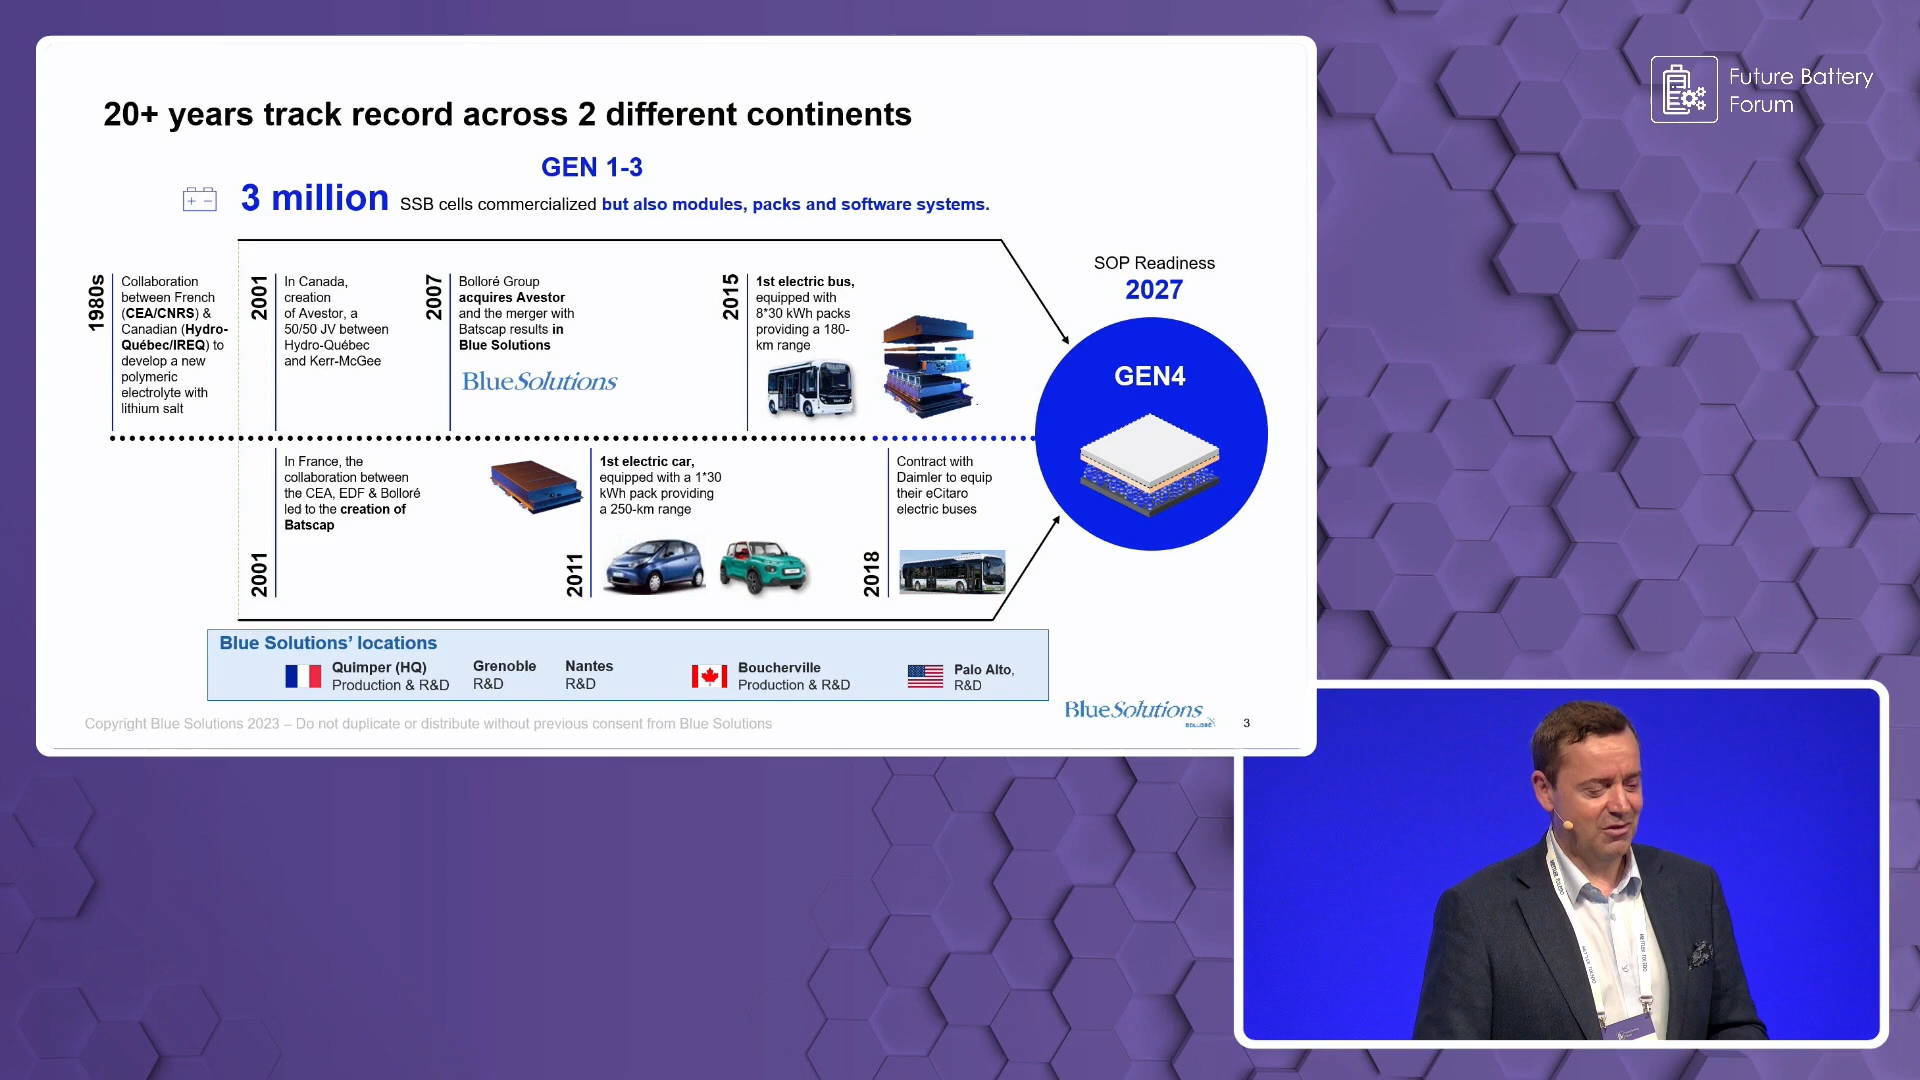 Future Battery
Forum
20+ years track record across 2 different continents
GEN 1-3
3 million SSB cells commercialized but also modules, packs and software systems.
1980s
Collaboration
between French
(CEA/CNRS) &
Canadian (Hydro-
Québec/IREQ) to
develop a new
polymeric
electrolyte with
lithium salt
2001
In Canada,
creation
of Avestor, a
50/50 JV between
Hydro-Québec
and Kerr-McGee
2007
Bolloré Group
acquires Avestor
and the merger with
Batscap results in
Blue Solutions
BlueSolutions
2015
1st electric bus,
equipped with
8*30 kWh packs
providing a 180-
km range
SOP Readiness
2027
GEN4
2001
In France, the
collaboration between
the CEA, EDF & Bolloré
led to the creation of
Batscap
2011
1st electric car,
equipped with a 1*30
kWh pack providing
a 250-km range
2018
Contract with
Daimler to equip
their eCitaro
electric buses
Blue Solutions' locations
Quimper (HQ)
Production & R&D
Grenoble
R&D
Nantes
R&D
Boucherville
Production & R&D
Palo Alto,
R&D
Copyright Blue Solutions 2023 – Do not duplicate or distribute without previous consent from Blue Solutions
BlueSolutions
BOLLORÉ
3
METTLER TOLEDO